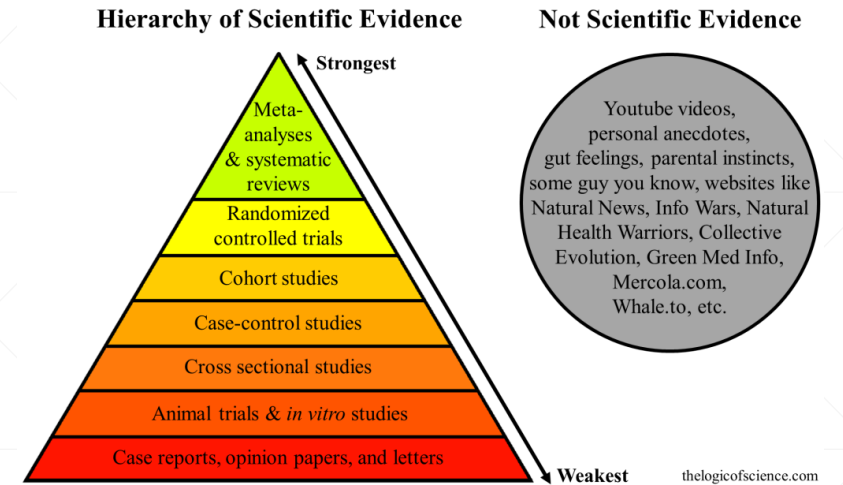 Hierarchy of Scientific Evidence
Strongest
Meta-
analyses
& systematic
reviews
Randomized
controlled trials
Cohort studies
Case-control studies
Cross sectional studies
Animal trials & in vitro studies
Case reports, opinion papers, and letters
Weakest
Not Scientific Evidence
Youtube videos,
personal anecdotes,
gut feelings, parental instincts,
some guy you know, websites like
Natural News, Info Wars, Natural
Health Warriors, Collective
Evolution, Green Med Info,
Mercola.com,
Whale.to, etc.
thelogicofscience.com